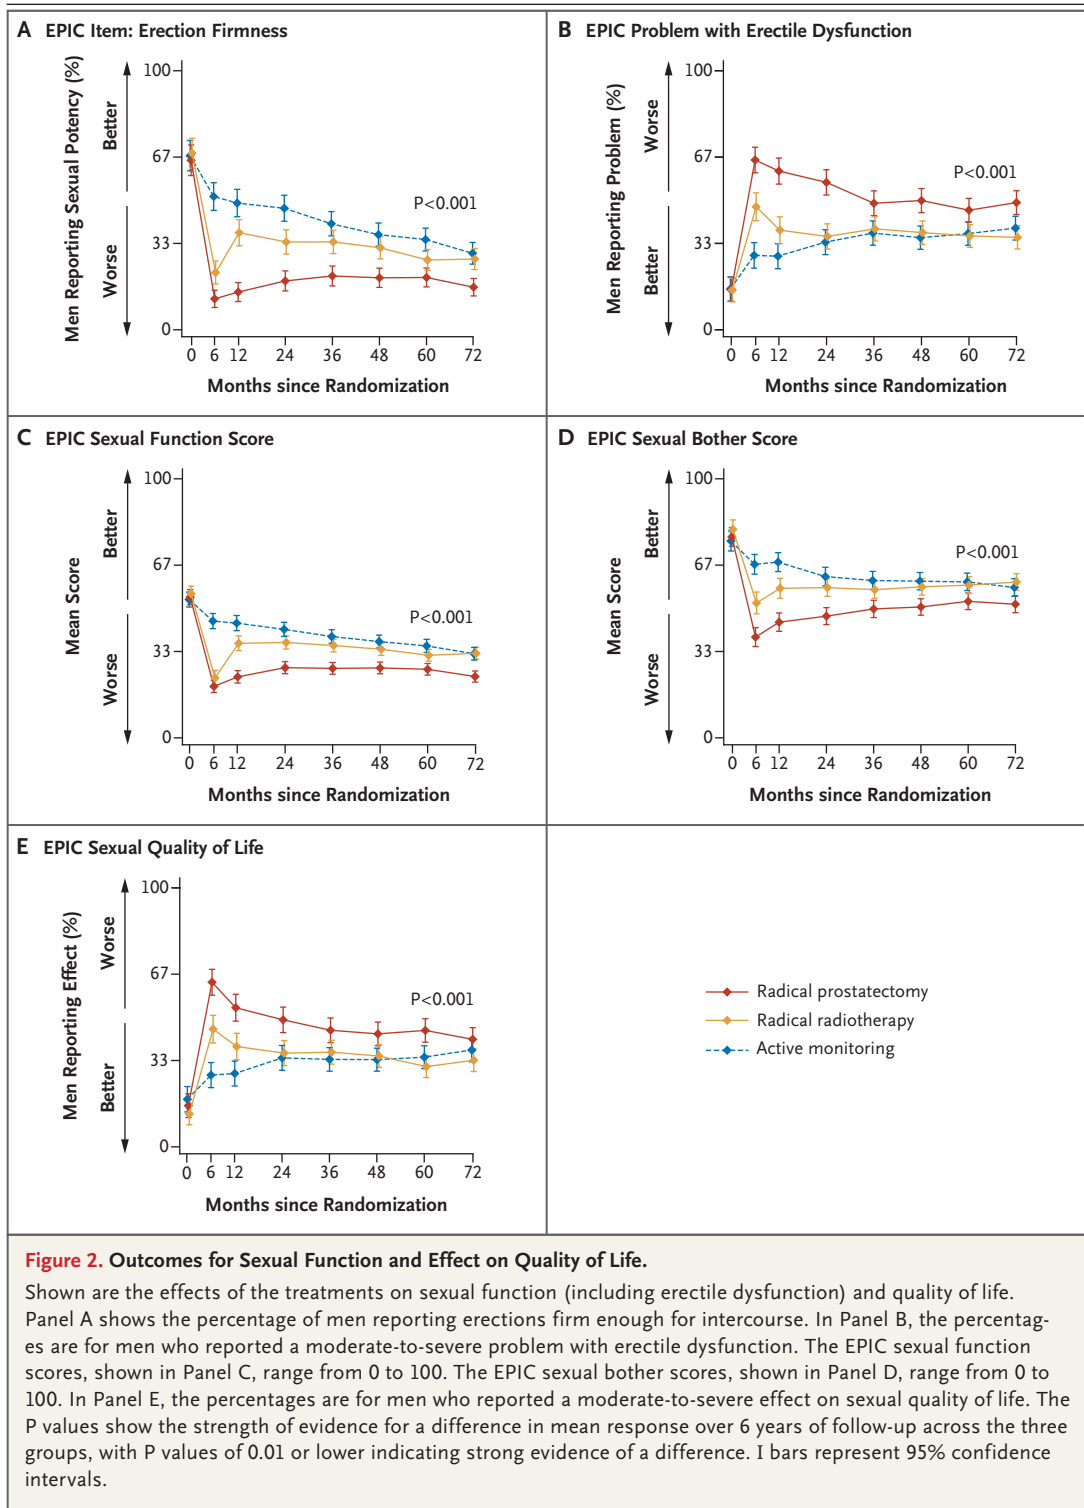 A EPIC Item: Erection Firmness
Men Reporting Sexual Potency (%)
Better
Worse
100
67
33
0
P<0.001
0 6 12 24 36 48 60 72
Months since Randomization
B EPIC Problem with Erectile Dysfunction
Men Reporting Problem (%)
Worse
Better
100
67
33
0
P<0.001
0 6 12 24 36 48 60 72
Months since Randomization
C EPIC Sexual Function Score
Mean Score
Better
Worse
100
67
33
0
P<0.001
0 6 12 24 36 48 60 72
Months since Randomization
D EPIC Sexual Bother Score
Mean Score
Better
Worse
100
67
33
0
P<0.001
0 6 12 24 36 48 60 72
Months since Randomization
E EPIC Sexual Quality of Life
Men Reporting Effect (%)
Worse
Better
100
67
33
0
P<0.001
0 6 12 24 36 48 60 72
Months since Randomization
Radical prostatectomy
Radical radiotherapy
Active monitoring
Figure 2. Outcomes for Sexual Function and Effect on Quality of Life.
Shown are the effects of the treatments on sexual function (including erectile dysfunction) and quality of life.
Panel A shows the percentage of men reporting erections firm enough for intercourse. In Panel B, the percentag-
es are for men who reported a moderate-to-severe problem with erectile dysfunction. The EPIC sexual function
scores, shown in Panel C, range from 0 to 100. The EPIC sexual bother scores, shown in Panel D, range from 0 to
100. In Panel E, the percentages are for men who reported a moderate-to-severe effect on sexual quality of life. The
P values show the strength of evidence for a difference in mean response over 6 years of follow-up across the three
groups, with P values of 0.01 or lower indicating strong evidence of a difference. I bars represent 95% confidence
intervals.